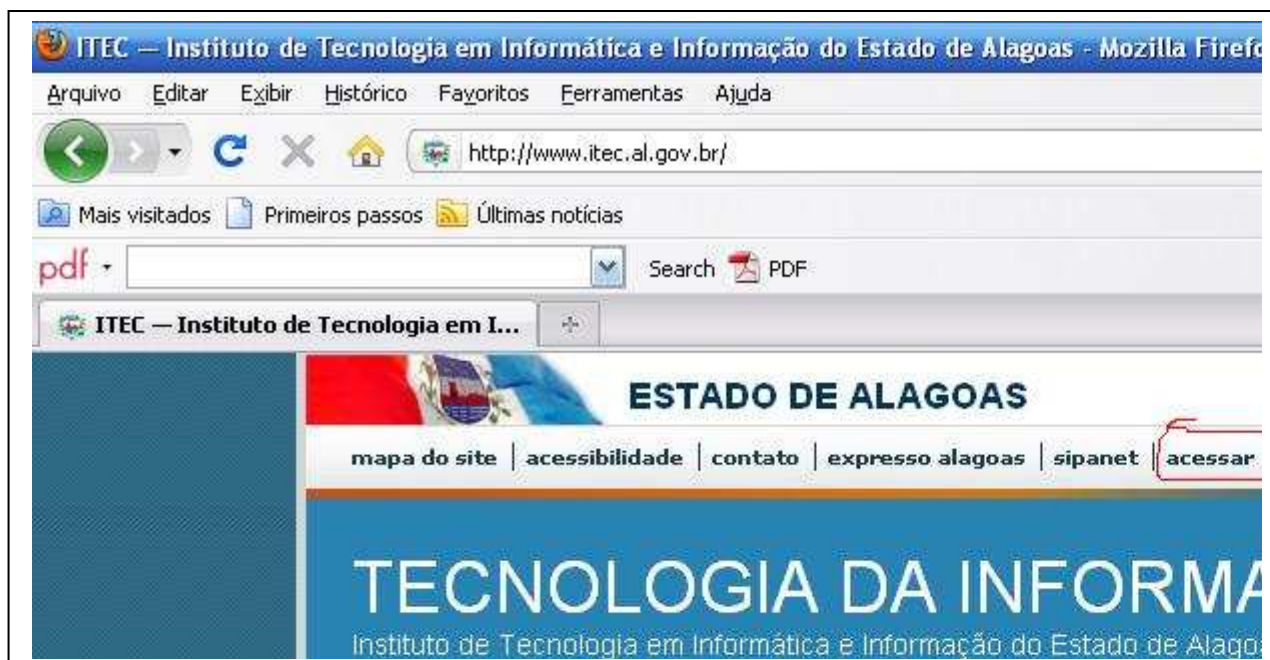 ITEC — Instituto de Tecnologia em Informática e Informação do Estado de Alagoas - Mozilla Firefo
Arquivo Editar Exibir Histórico Favoritos Ferramentas Ajuda
http://www.itec.al.gov.br/
Mais visitados Primeiros passos Últimas notícias
pdf Search PDF
ITEC — Instituto de Tecnologia em I...
ESTADO DE ALAGOAS
mapa do site | acessibilidade | contato | expresso alagoas | sipanet | acessar
TECNOLOGIA DA INFORMA
Instituto de Tecnologia em Informática e Informação do Estado de Alagoa